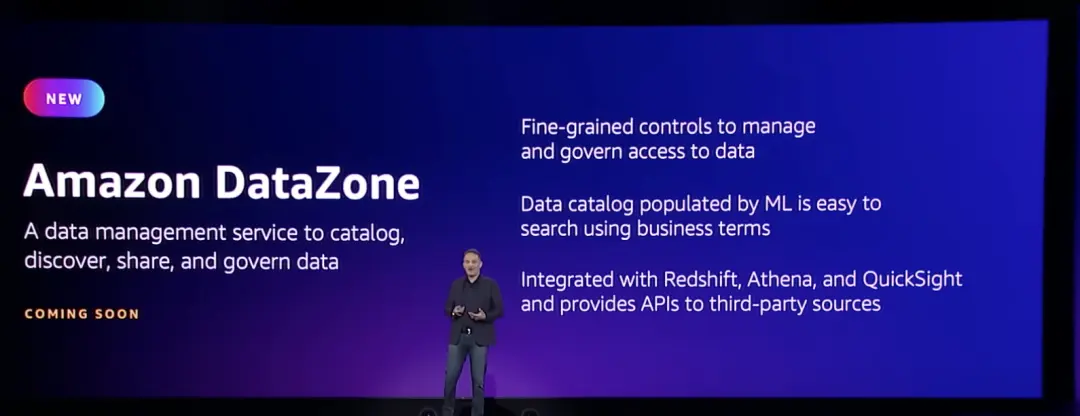 NEW
Amazon DataZone
A data management service to catalog,
discover, share, and govern data
COMING SOON
Fine-grained controls to manage
and govern access to data
Data catalog populated by ML is easy to
search using business terms
Integrated with Redshift, Athena, and QuickSight
and provides APIs to third-party sources